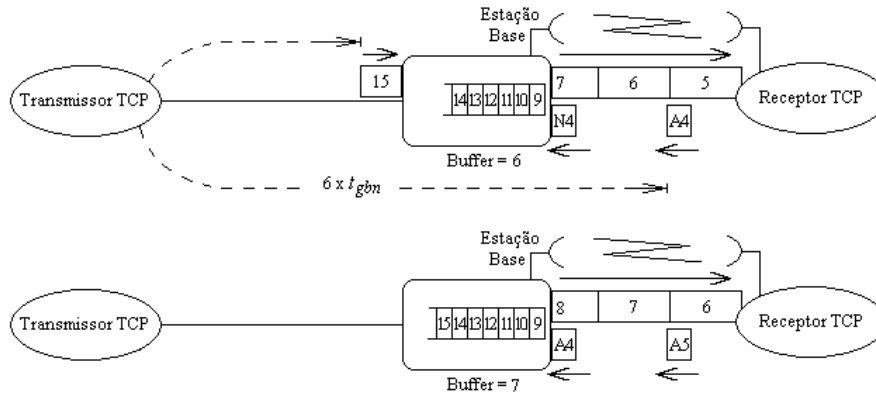 Estação
Base
Transmissor TCP
15
14 13 12 11 10 9
7 6 5
N4 A4
Receptor TCP
Buffer = 6
6 x tgbn
Estação
Base
Transmissor TCP
15 14 13 12 11 10 9
8 7 6
A4 A5
Receptor TCP
Buffer = 7